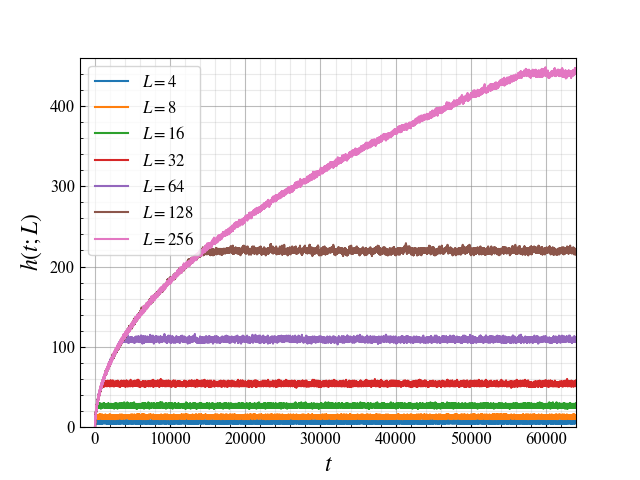 L = 4
L = 8
L = 16
L = 32
L = 64
L = 128
L = 256
h(t; L)
400
300
200
100
0
0 10000 20000 30000 40000 50000 60000
t